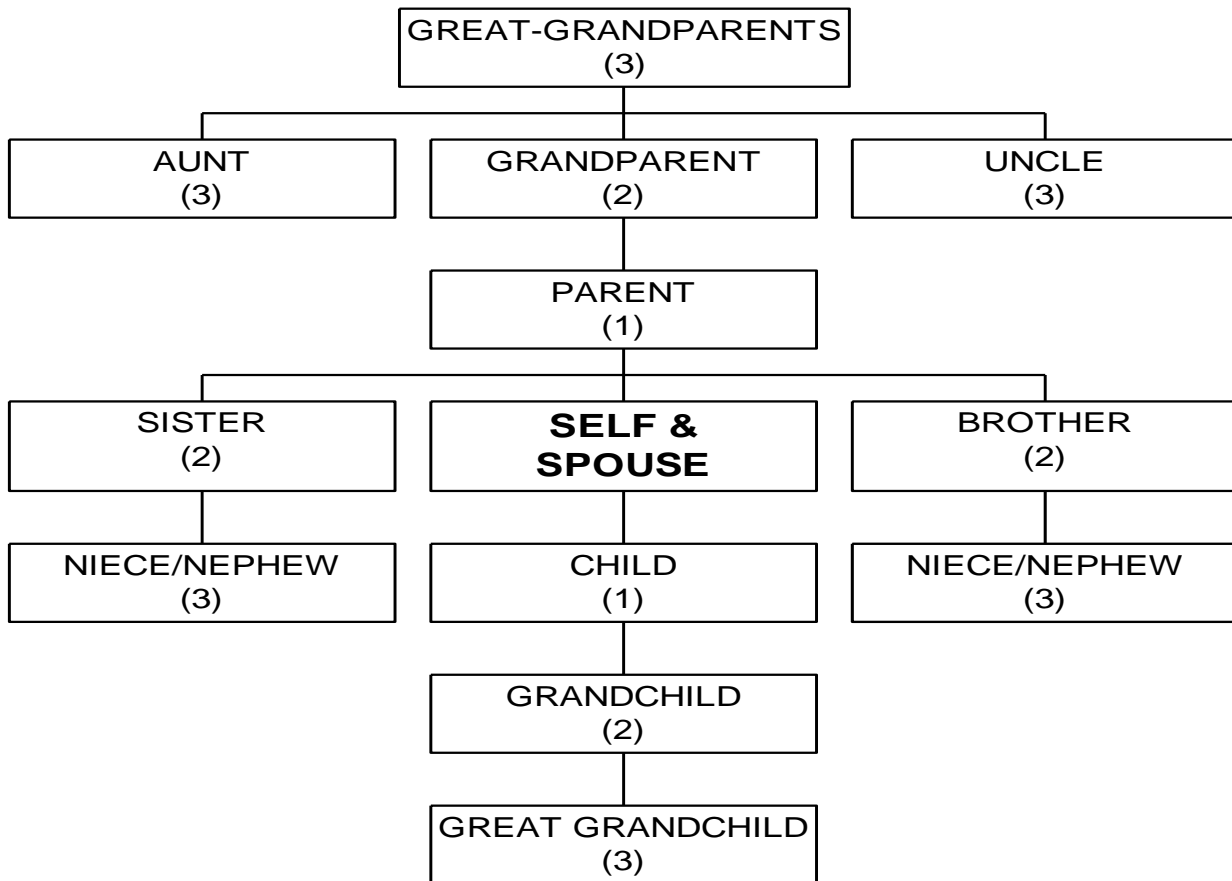 GREAT-GRANDPARENTS
(3)
AUNT
(3)
GRANDPARENT
(2)
UNCLE
(3)
PARENT
(1)
SISTER
(2)
SELF &
SPOUSE
BROTHER
(2)
NIECE/NEPHEW
(3)
CHILD
(1)
NIECE/NEPHEW
(3)
GRANDCHILD
(2)
GREAT GRANDCHILD
(3)